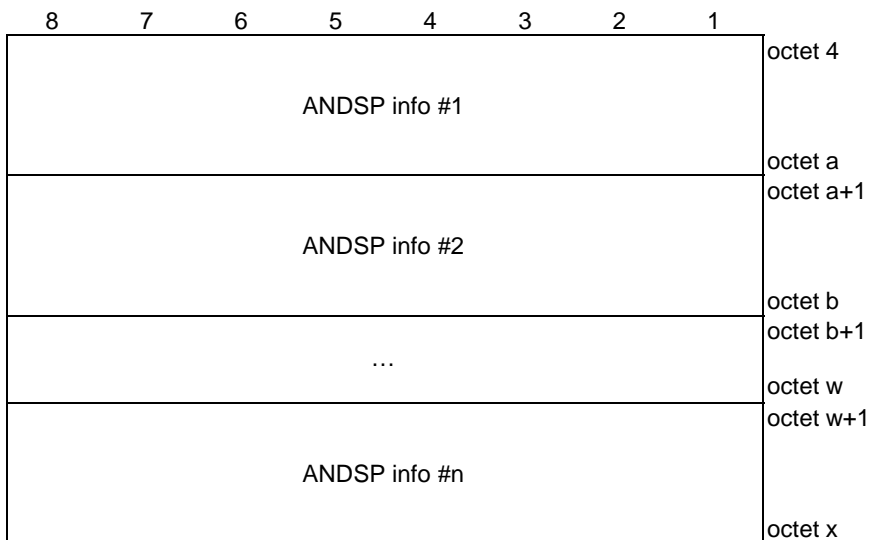 8 7 6 5 4 3 2 1
octet 4
ANDSP info #1
octet a
octet a+1
ANDSP info #2
octet b
octet b+1
…
octet w
octet w+1
ANDSP info #n
octet x